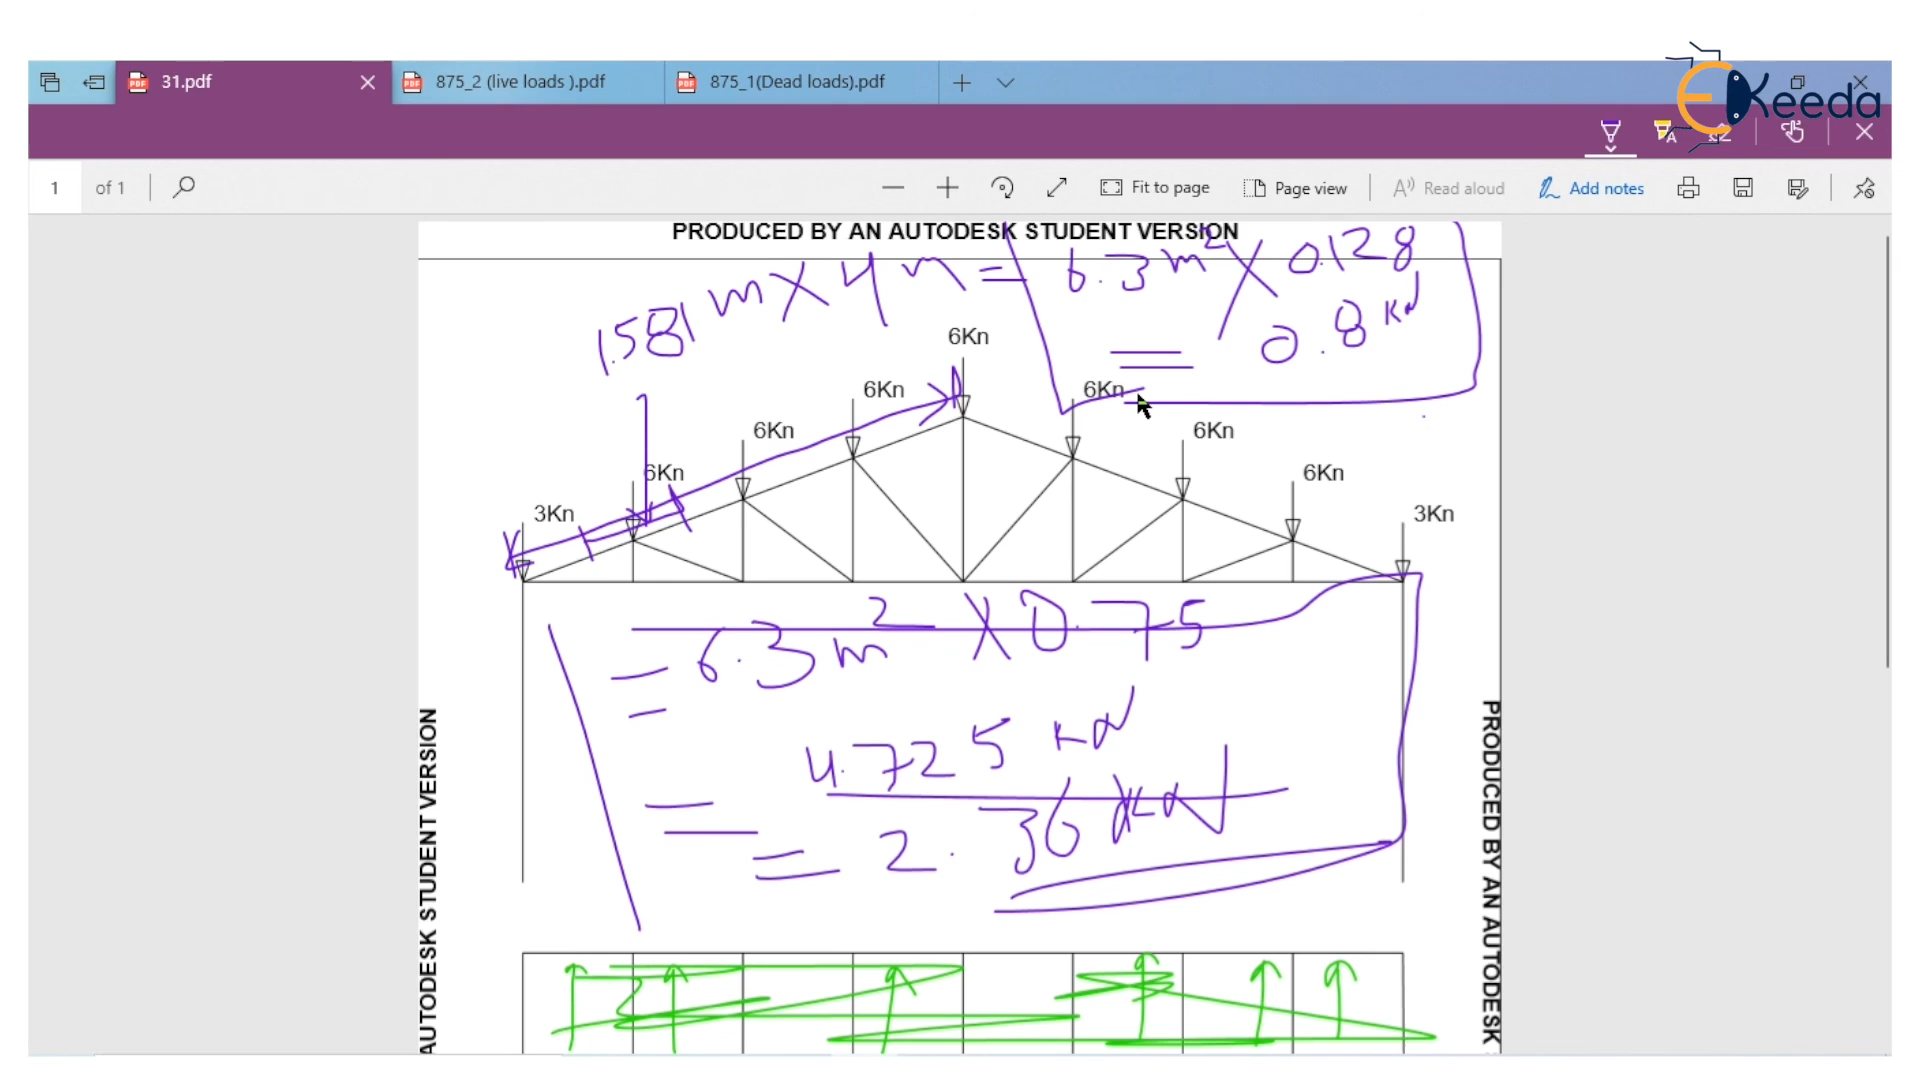 31.pdf
875_2 (live loads ).pdf
875_1(Dead loads).pdf
EKeeda
1 of 1
Fit to page
Page view
Read aloud
Add notes
PRODUCED BY AN AUTODESK STUDENT VERSION
1.581 m X 4 m = 6.3 m² X 0.128
= 0.8 KN
6Kn
6Kn
6Kn
6Kn
6Kn
6Kn
6Kn
3Kn
3Kn
= 6.3 m² X 0.75
=
= 4.725 KN
= 2.36 KN
AUTODESK STUDENT VERSION
PRODUCED BY AN AUTODESK